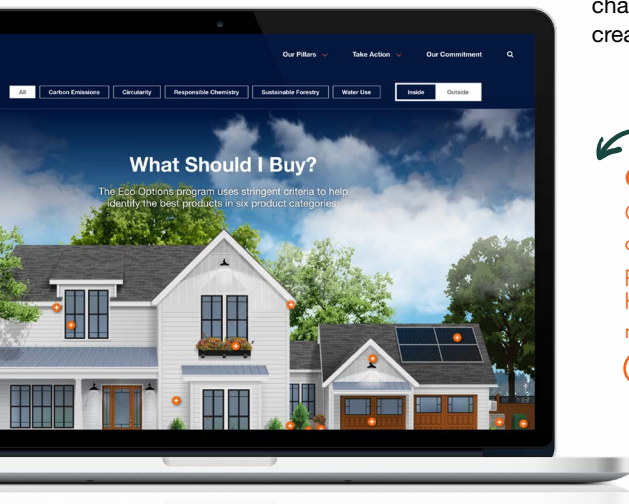 Our Pillars Take Action Our Commitment
All Carbon Emissions Circularity Responsible Chemistry Sustainable Forestry Water Use Inside Outside
What Should I Buy?
The Eco Options program uses stringent criteria to help
identify the best products in six product categories.